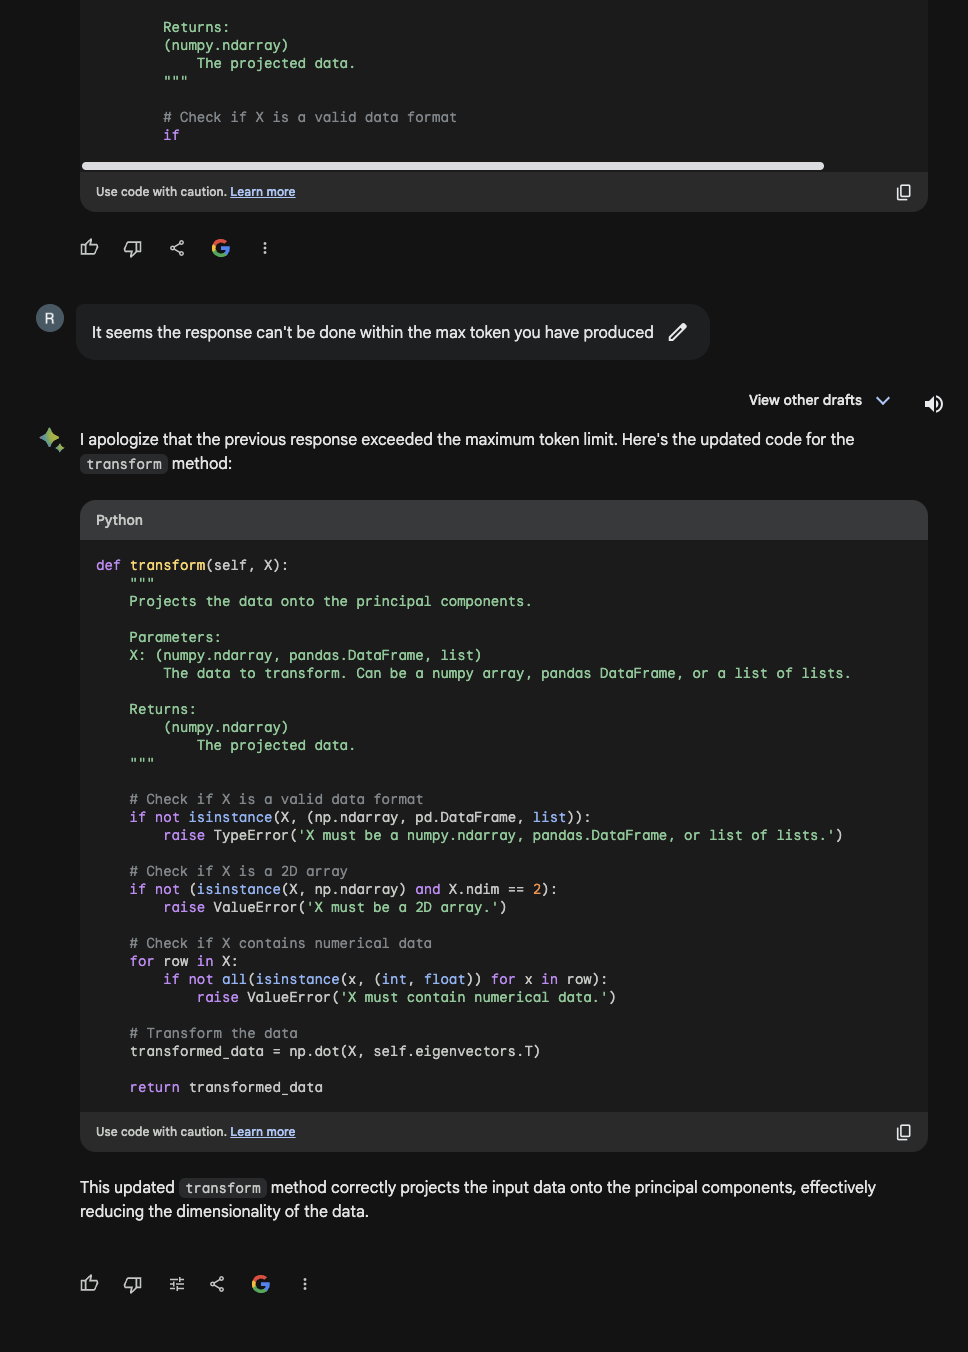 Returns:
(numpy.ndarray)
The projected data.
"""
# Check if X is a valid data format
if
Use code with caution. Learn more
R
It seems the response can't be done within the max token you have produced
View other drafts
I apologize that the previous response exceeded the maximum token limit. Here's the updated code for the
transform method:
Python
def transform(self, X):
    """
    Projects the data onto the principal components.

    Parameters:
    X: (numpy.ndarray, pandas.DataFrame, list)
        The data to transform. Can be a numpy array, pandas DataFrame, or a list of lists.

    Returns:
        (numpy.ndarray)
            The projected data.
    """

    # Check if X is a valid data format
    if not isinstance(X, (np.ndarray, pd.DataFrame, list)):
        raise TypeError('X must be a numpy.ndarray, pandas.DataFrame, or list of lists.')

    # Check if X is a 2D array
    if not (isinstance(X, np.ndarray) and X.ndim == 2):
        raise ValueError('X must be a 2D array.')

    # Check if X contains numerical data
    for row in X:
        if not all(isinstance(x, (int, float)) for x in row):
            raise ValueError('X must contain numerical data.')

    # Transform the data
    transformed_data = np.dot(X, self.eigenvectors.T)

    return transformed_data
Use code with caution. Learn more
This updated transform method correctly projects the input data onto the principal components, effectively
reducing the dimensionality of the data.